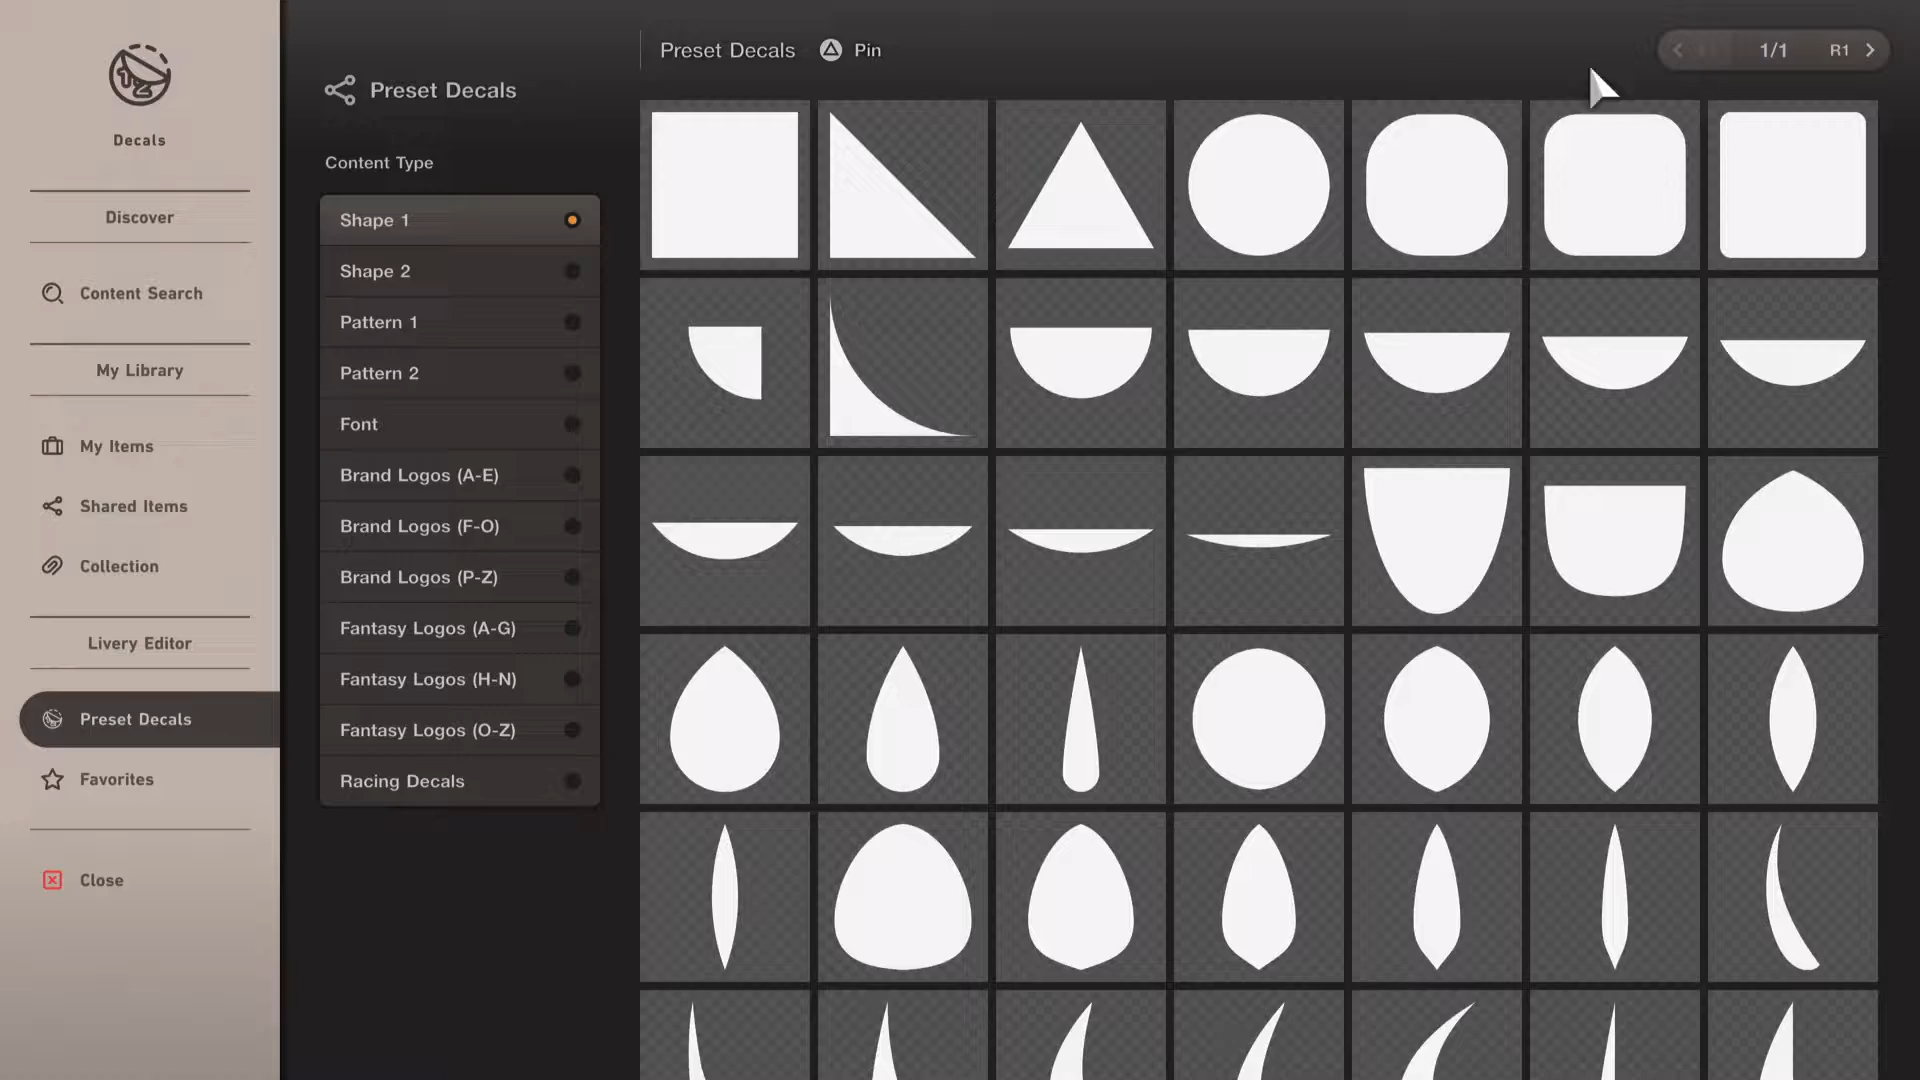 Decals
Discover
Content Search
My Library
My Items
Shared Items
Collection
Livery Editor
Preset Decals
Favorites
Close
Preset Decals
Content Type
Shape 1
Shape 2
Pattern 1
Pattern 2
Font
Brand Logos (A-E)
Brand Logos (F-O)
Brand Logos (P-Z)
Fantasy Logos (A-G)
Fantasy Logos (H-N)
Fantasy Logos (O-Z)
Racing Decals
Preset Decals Pin
1/1 R1